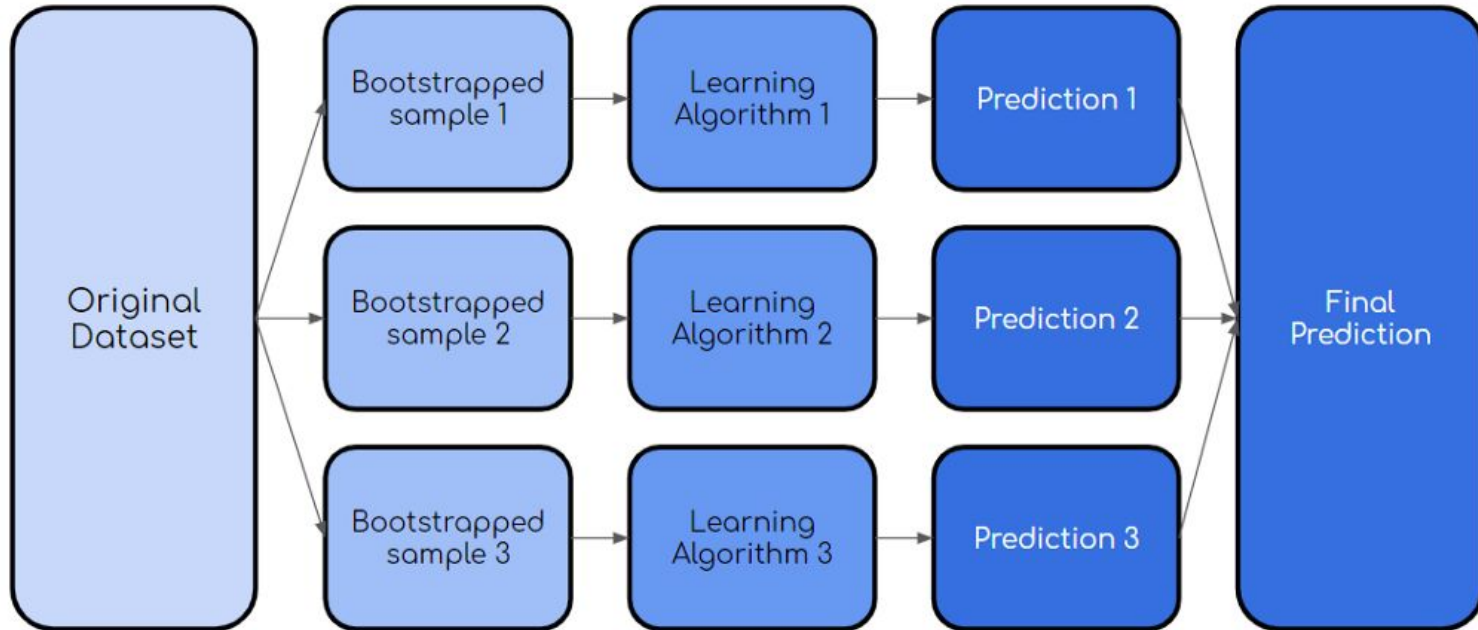 Original
Dataset
Bootstrapped
sample 1
Learning
Algorithm 1
Prediction 1
Bootstrapped
sample 2
Learning
Algorithm 2
Prediction 2
Bootstrapped
sample 3
Learning
Algorithm 3
Prediction 3
Final
Prediction